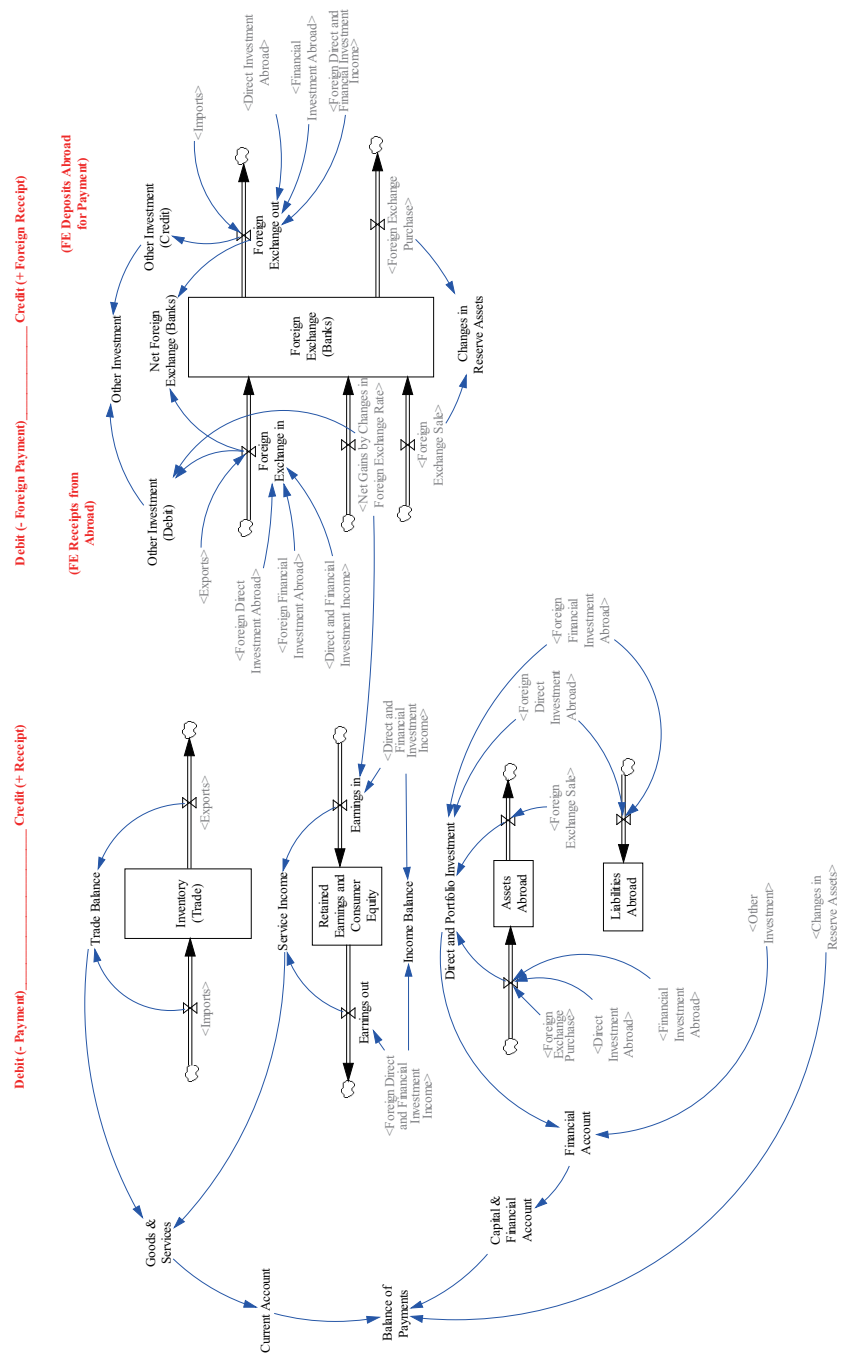 Debit (- Payment)____________________ Credit (+ Receipt)
Debit (- Foreign Payment)____________ Credit (+ Foreign Receipt)
(FE Receipts from
Abroad)
(FE Deposits Abroad
for Payment)
Goods &
Services
Current Account
Balance of
Payments
Capital &
Financial
Account
Financial
Account
Trade Balance
<Imports>
Inventory
(Trade)
<Exports>
Service Income
Earnings out
Retained
Earnings and
Consumer
Equity
Earnings in
<Foreign Direct
and Financial
Investment
Income>
Income Balance
<Direct and
Financial
Investment
Income>
Direct and Portfolio Investment
<Foreign
Exchange
Purchase>
<Direct
Investment
Abroad>
<Financial
Investment
Abroad>
Assets
Abroad
<Foreign
Exchange Sale>
Liabilities
Abroad
<Foreign
Direct
Investment
Abroad>
<Foreign
Financial
Investment
Abroad>
<Other
Investment>
<Changes in
Reserve Assets>
Other Investment
(Debit)
Other Investment
Other Investment
(Credit)
Net Foreign
Exchange (Banks)
<Exports>
<Foreign Direct
Investment Abroad>
<Foreign Financial
Investment Abroad>
<Direct and Financial
Investment Income>
Foreign
Exchange in
<Net Gains by Changes in
Foreign Exchange Rate>
<Foreign
Exchange Sale>
Foreign
Exchange
(Banks)
Foreign
Exchange out
<Foreign Exchange
Purchase>
Changes in
Reserve Assets
<Imports>
<Direct Investment
Abroad>
<Financial
Investment Abroad>
<Foreign Direct and
Financial Investment
Income>